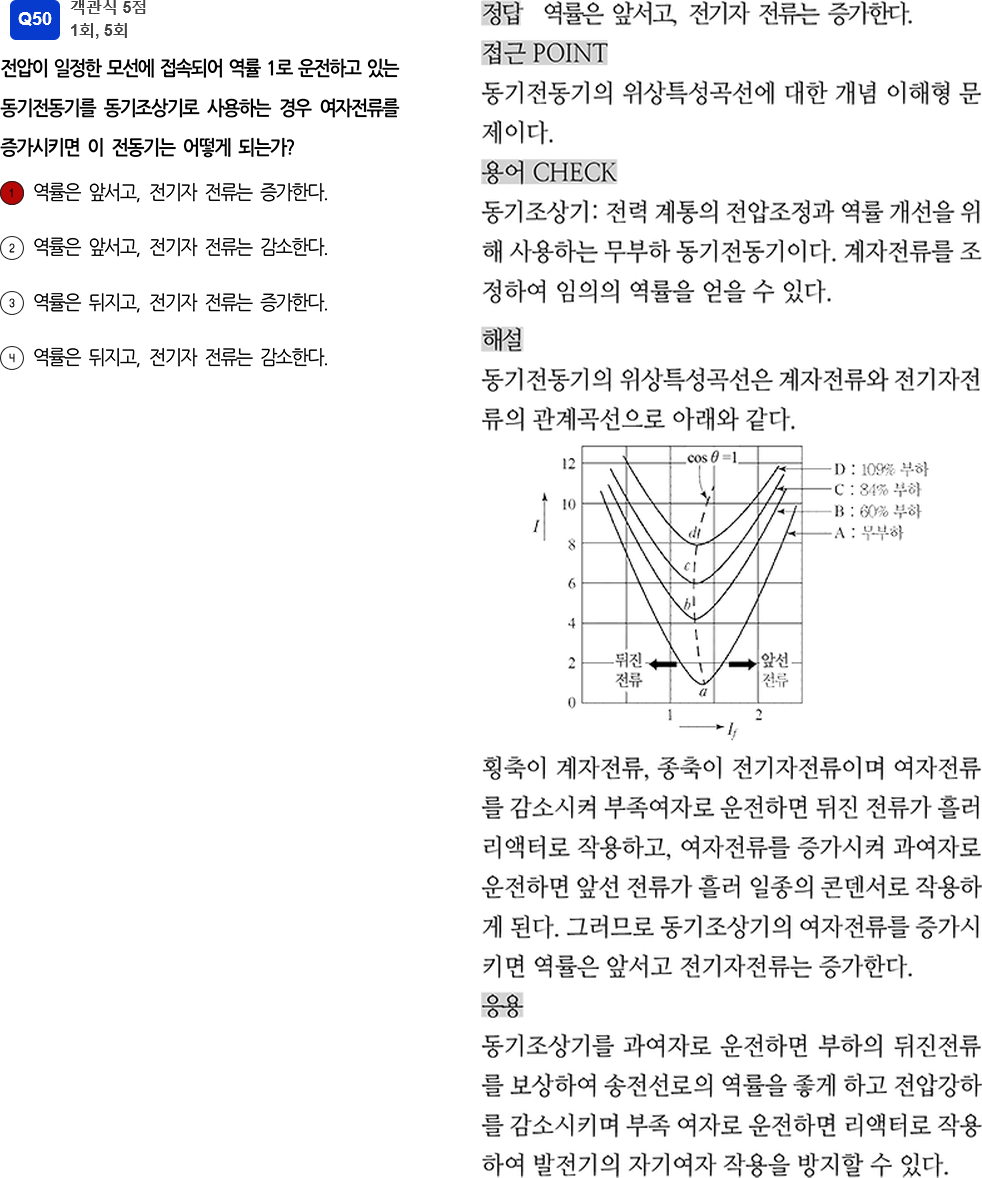 Q50
객관식 5점
1회, 5회
전압이 일정한 모선에 접속되어 역률 1로 운전하고 있는
동기전동기를 동기조상기로 사용하는 경우 여자전류를
증가시키면 이 전동기는 어떻게 되는가?
1 역률은 앞서고, 전기자 전류는 증가한다.
2 역률은 앞서고, 전기자 전류는 감소한다.
3 역률은 뒤지고, 전기자 전류는 증가한다.
4 역률은 뒤지고, 전기자 전류는 감소한다.
정답 역률은 앞서고, 전기자 전류는 증가한다.
접근 POINT
동기전동기의 위상특성곡선에 대한 개념 이해형 문
제이다.
용어 CHECK
동기조상기: 전력 계통의 전압조정과 역률 개선을 위
해 사용하는 무부하 동기전동기이다. 계자전류를 조
정하여 임의의 역률을 얻을 수 있다.
해설
동기전동기의 위상특성곡선은 계자전류와 전기자전
류의 관계곡선으로 아래와 같다.
cos θ =1
12
10
8
6
4
2
0
I
D : 109% 부하
C : 84% 부하
B : 60% 부하
A : 무부하
d
c
b
a
뒤진
전류
앞선
전류
1
2
If
횡축이 계자전류, 종축이 전기자전류이며 여자전류
를 감소시켜 부족여자로 운전하면 뒤진 전류가 흘러
리액터로 작용하고, 여자전류를 증가시켜 과여자로
운전하면 앞선 전류가 흘러 일종의 콘덴서로 작용하
게 된다. 그러므로 동기조상기의 여자전류를 증가시
키면 역률은 앞서고 전기자전류는 증가한다.
응용
동기조상기를 과여자로 운전하면 부하의 뒤진전류
를 보상하여 송전선로의 역률을 좋게 하고 전압강하
를 감소시키며 부족 여자로 운전하면 리액터로 작용
하여 발전기의 자기여자 작용을 방지할 수 있다.